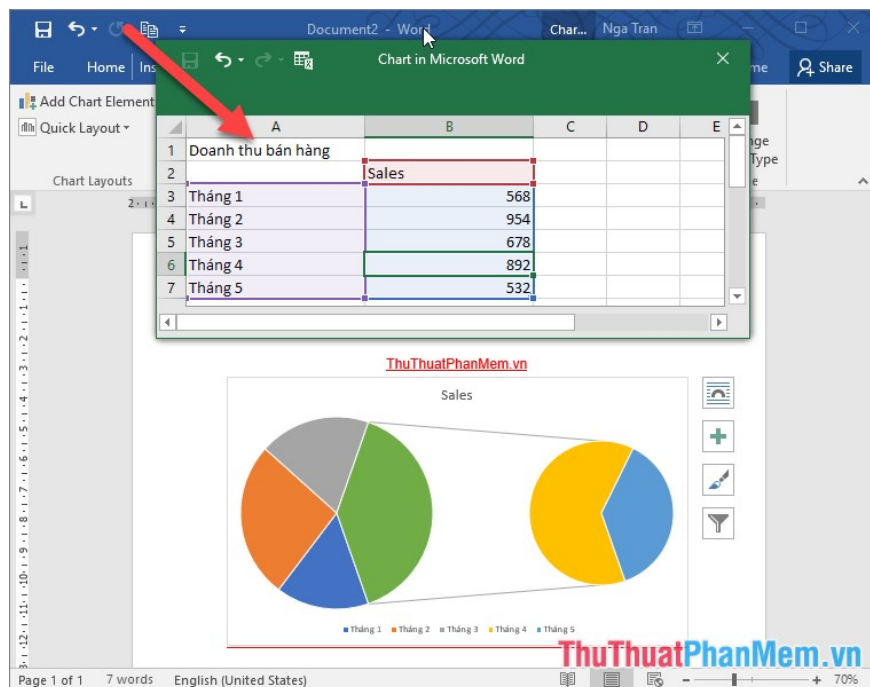 Document2 - Word
Char...
Nga Tran
File
Home
Ins
me
Share
Chart in Microsoft Word
Add Chart Element
Quick Layout
Chart Layouts
nge
Type
e
A B C D E
1 Doanh thu bán hàng
2 Sales
3 Tháng 1 568
4 Tháng 2 954
5 Tháng 3 678
6 Tháng 4 892
7 Tháng 5 532
ThuThuatPhanMem.vn
Sales
Tháng 1 Tháng 2 Tháng 3 Tháng 4 Tháng 5
ThuThuatPhanMem.vn
Page 1 of 1 7 words English (United States) 70%